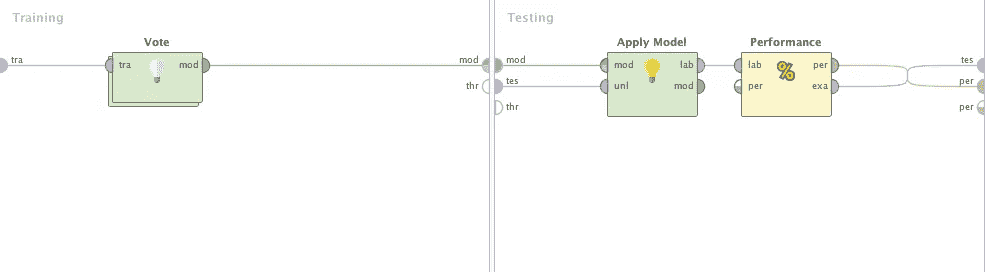 Training
Testing
Vote
Apply Model
Performance
tra
tra
mod
mod
thr
mod
tes
thr
mod
lab
unl
mod
lab
per
per
exa
tes
per
per
%